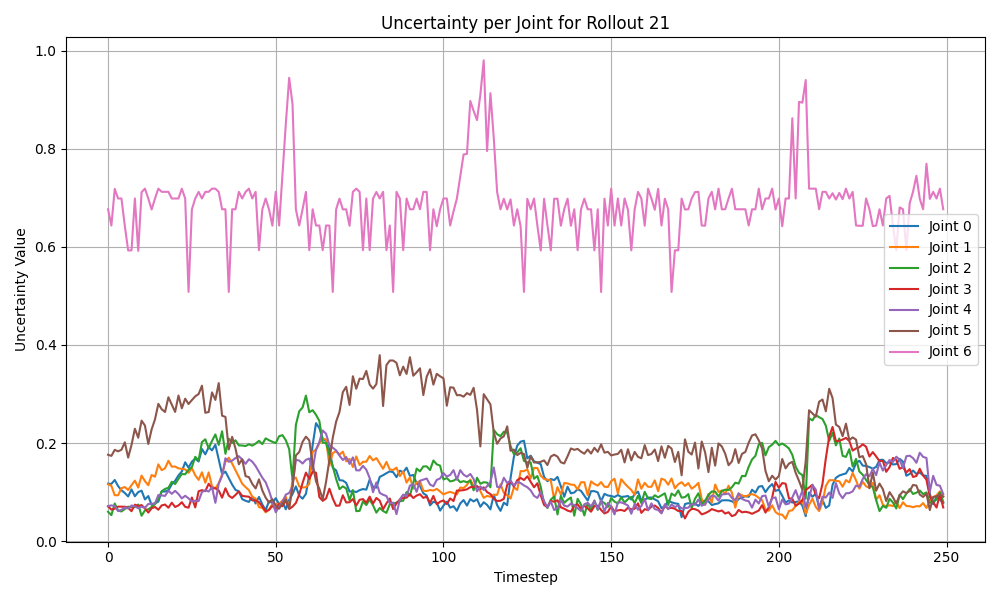 Uncertainty per Joint for Rollout 21
Uncertainty Value
1.0
0.8
0.6
0.4
0.2
0.0
Joint 0
Joint 1
Joint 2
Joint 3
Joint 4
Joint 5
Joint 6
0 50 100 150 200 250
Timestep